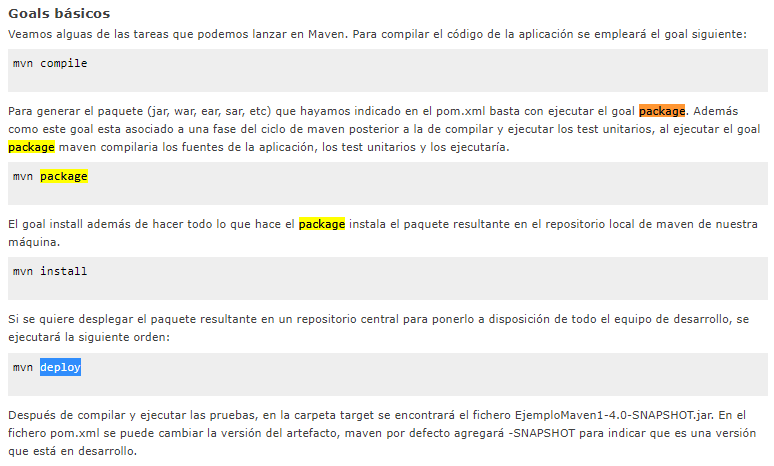 Goals básicos
Veamos alguas de las tareas que podemos lanzar en Maven. Para compilar el código de la aplicación se empleará el goal siguiente:
mvn compile
Para generar el paquete (jar, war, ear, sar, etc) que hayamos indicado en el pom.xml basta con ejecutar el goal package. Además
como este goal esta asociado a una fase del ciclo de maven posterior a la de compilar y ejecutar los test unitarios, al ejecutar el goal
package maven compilaria los fuentes de la aplicación, los test unitarios y los ejecutaría.
mvn package
El goal install además de hacer todo lo que hace el package instala el paquete resultante en el repositorio local de maven de nuestra
máquina.
mvn install
Si se quiere desplegar el paquete resultante en un repositorio central para ponerlo a disposición de todo el equipo de desarrollo, se
ejecutará la siguiente orden:
mvn deploy
Después de compilar y ejecutar las pruebas, en la carpeta target se encontrará el fichero EjemploMaven1-4.0-SNAPSHOT.jar. En el
fichero pom.xml se puede cambiar la versión del artefacto, maven por defecto agregará -SNAPSHOT para indicar que es una versión
que está en desarrollo.